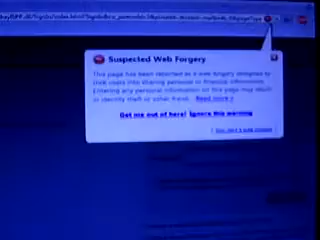 Suspected Web Forgery
This page has been reported as a web forgery designed to
trick users into sharing personal or financial information.
Entering any personal information on this page may result
in identity theft or other fraud. Read more »
Get me out of here! Ignore this warning